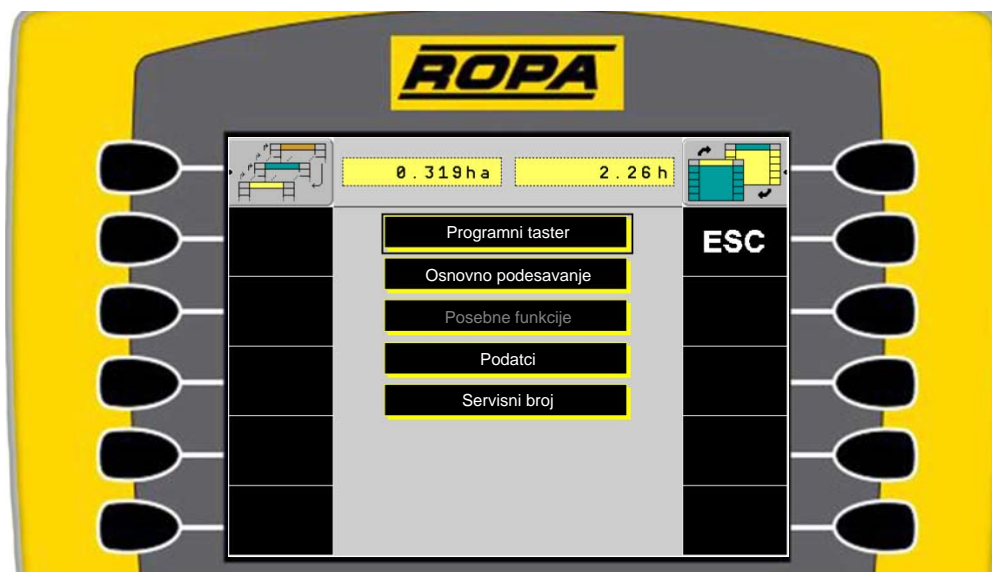 ROPA
0.319ha 2.26h
Programni taster
ESC
Osnovno podesavanje
Posebne funkcije
Podatci
Servisni broj